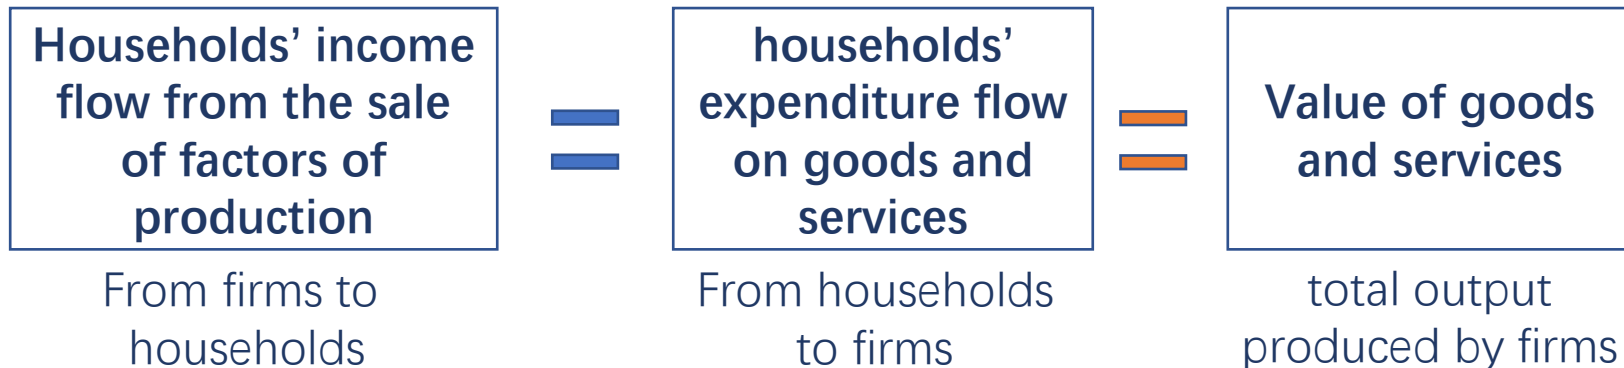 Households’ income
flow from the sale
of factors of
production
From firms to
households
households’
expenditure flow
on goods and
services
From households
to firms
Value of goods
and services
total output
produced by firms